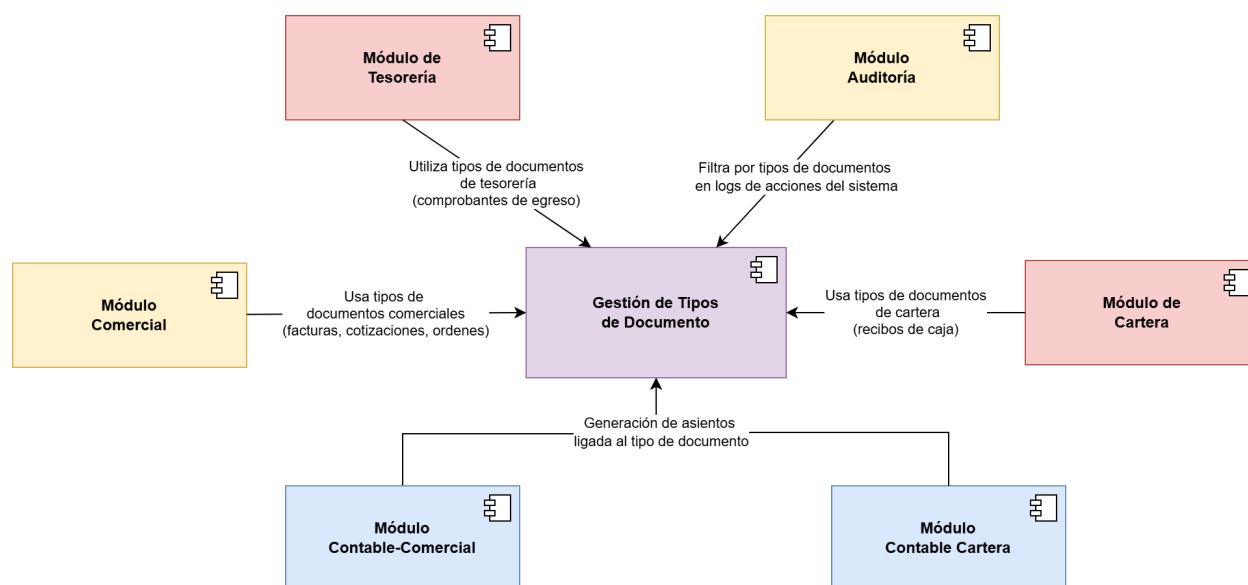 Módulo de
Tesorería
Módulo
Auditoría
Utiliza tipos de documentos
de tesorería
(comprobantes de egreso)
Filtra por tipos de documentos
en logs de acciones del sistema
Módulo
Comercial
Usa tipos de
documentos comerciales
(facturas, cotizaciones, ordenes)
Gestión de Tipos
de Documento
Usa tipos de documentos
de cartera
(recibos de caja)
Módulo de
Cartera
Generación de asientos
ligada al tipo de documento
Módulo
Contable-Comercial
Módulo
Contable Cartera